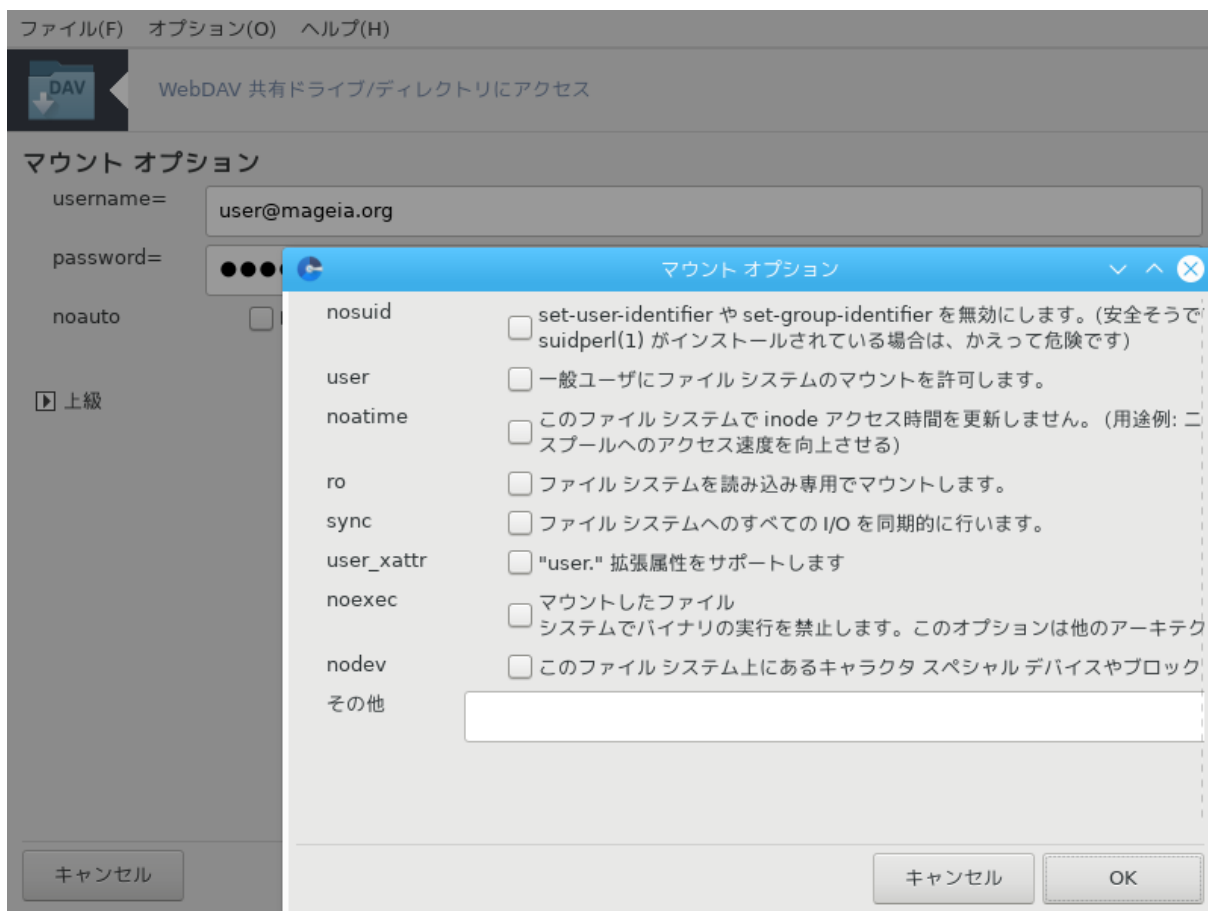 ファイル(F) オプション(O) ヘルプ(H)
DAV
WebDAV 共有ドライブ/ディレクトリにアクセス
マウント オプション
username=
user@mageia.org
password=
noauto
上級
キャンセル
マウント オプション
nosuid
set-user-identifier や set-group-identifier を無効にします。(安全そうで
suidperl(1) がインストールされている場合は、かえって危険です)
user
一般ユーザにファイル システムのマウントを許可します。
noatime
このファイル システムで inode アクセス時間を更新しません。 (用途例: ニ
スプールへのアクセス速度を向上させる)
ro
ファイル システムを読み込み専用でマウントします。
sync
ファイル システムへのすべての I/O を同期的に行います。
user_xattr
"user." 拡張属性をサポートします
noexec
マウントしたファイル
システムでバイナリの実行を禁止します。このオプションは他のアーキテク
nodev
このファイル システム上にあるキャラクタ スペシャル デバイスやブロック
その他
キャンセル
OK